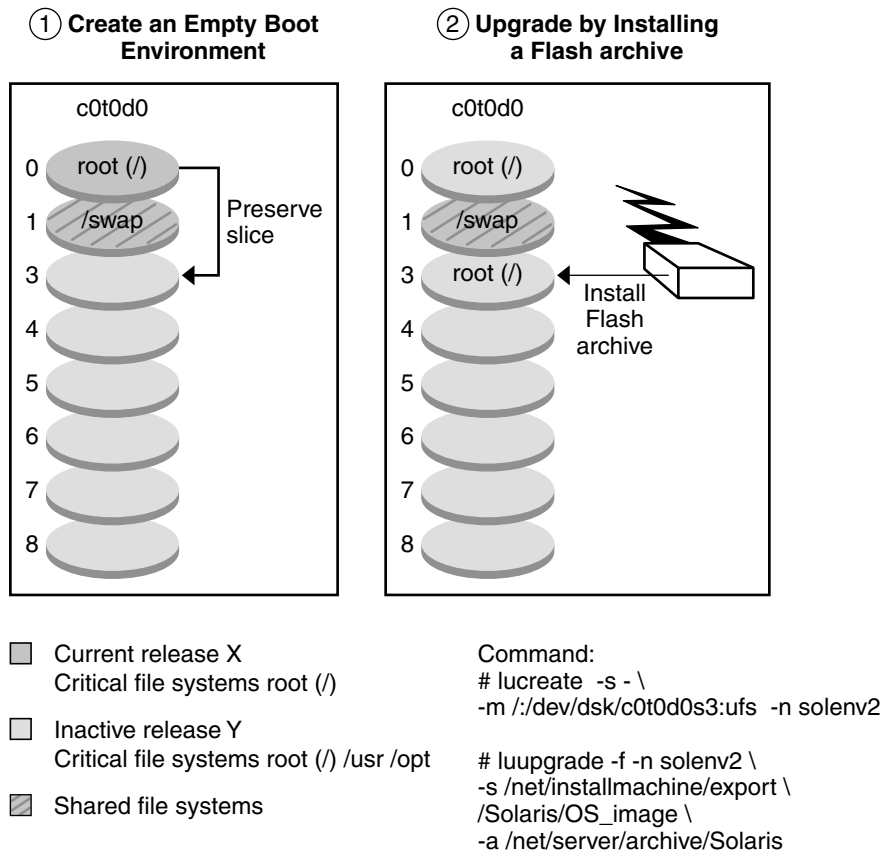 1 Create an Empty Boot
Environment
2 Upgrade by Installing
a Flash archive
c0t0d0
0 root (/)
1 /swap
Preserve
slice
3
4
5
6
7
8
c0t0d0
0 root (/)
1 /swap
3 root (/)
Install
Flash
archive
4
5
6
7
8
Current release X
Critical file systems root (/)
Inactive release Y
Critical file systems root (/) /usr /opt
Shared file systems
Command:
# lucreate -s - \
-m /:/dev/dsk/c0t0d0s3:ufs -n solenv2
# luupgrade -f -n solenv2 \
-s /net/installmachine/export \
/Solaris/OS_image \
-a /net/server/archive/Solaris